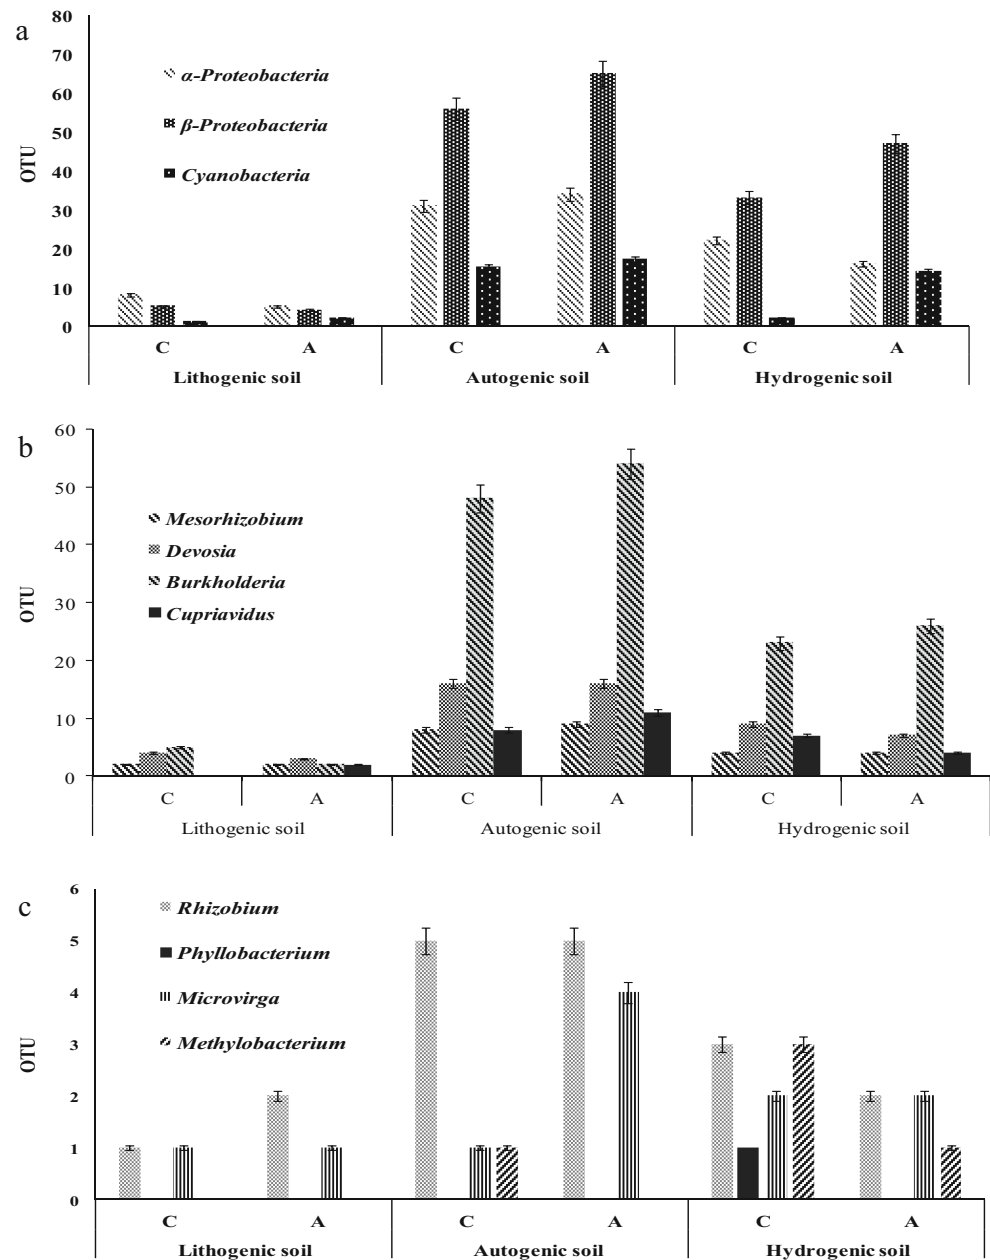 a
80
70
60
50
40
30
20
10
0
OTU
α-Proteobacteria
β-Proteobacteria
Cyanobacteria
C A C A C A
Lithogenic soil Autogenic soil Hydrogenic soil
b
60
50
40
30
20
10
0
OTU
Mesorhizobium
Devosia
Burkholderia
Cupriavidus
C A C A C A
Lithogenic soil Autogenic soil Hydrogenic soil
c
6
5
4
3
2
1
0
OTU
Rhizobium
Phyllobacterium
Microvirga
Methylobacterium
C A C A C A
Lithogenic soil Autogenic soil Hydrogenic soil